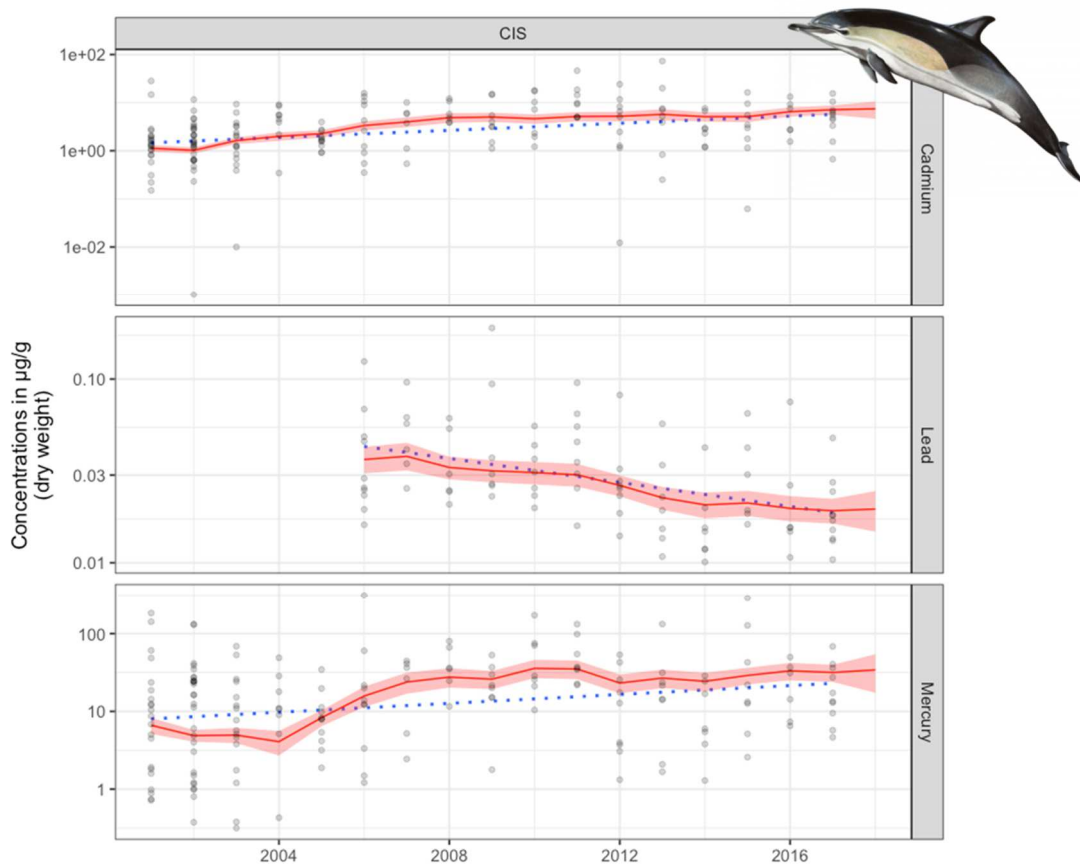 CIS
1e+02
1e+00
1e-02
Cadmium
Concentrations in µg/g
(dry weight)
0.10
0.03
0.01
Lead
100
10
1
Mercury
2004 2008 2012 2016